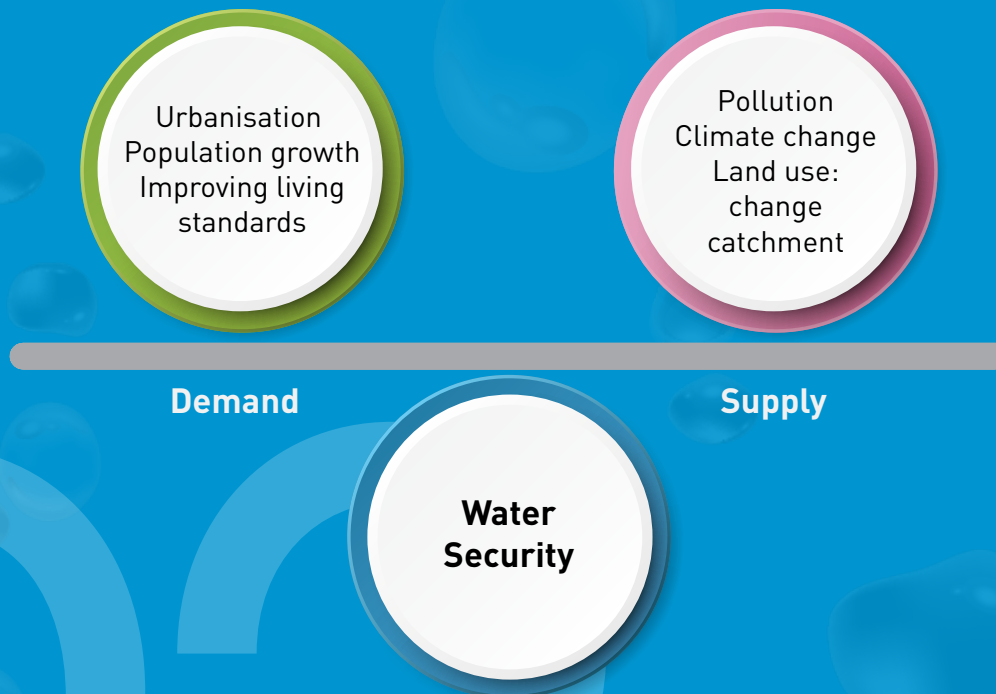 Urbanisation
Population growth
Improving living
standards
Pollution
Climate change
Land use:
change
catchment
Demand
Supply
Water
Security